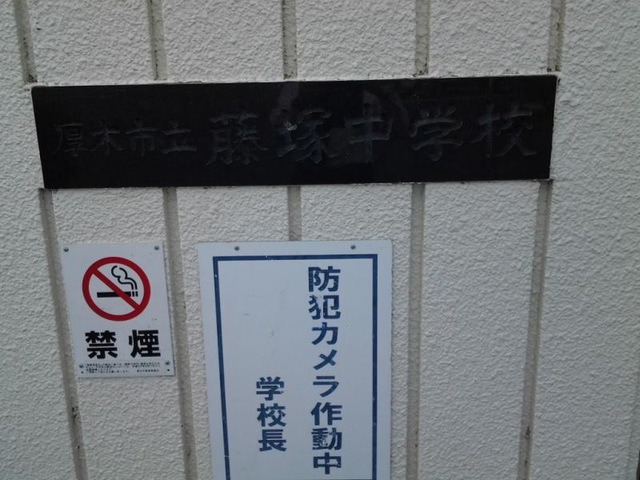 厚木市立 藤塚中学校
禁煙
防犯カメラ作動中
学校長